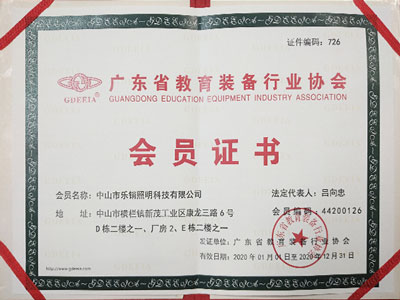 证件编码：726
广东省教育装备行业协会
GDEEIA
GUANGDONG EDUCATION EQUIPMENT INDUSTRY ASSOCIATION
会员证书
会员名称：中山市乐锢照明科技有限公司
法定代表人：吕向忠
地 址：中山市横栏镇新茂工业区康龙三路6号
D栋二楼之一、厂房2、E栋二楼之一
会员编码：44200126
发证单位：广东省教育装备行业协会
有效日期：2020年01月01日至2020年12月31日